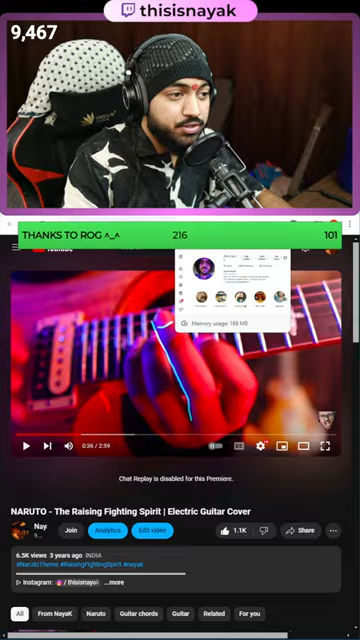 thisisnayak
9,467
THANKS TO ROG ^_^ 216 101
Memory usage: 169 MB
0:36 / 2:59
Chat Replay is disabled for this Premiere.
NARUTO - The Raising Fighting Spirit | Electric Guitar Cover
Nay
Join
Analytics
Edit video
1.1K
Share
6.5K views 3 years ago INDIA
#NarutoTheme #RaisingFightingSpirit #nayak
▷ Instagram: / thisisnayak ...more
All
From NayaK
Naruto
Guitar chords
Guitar
Related
For you